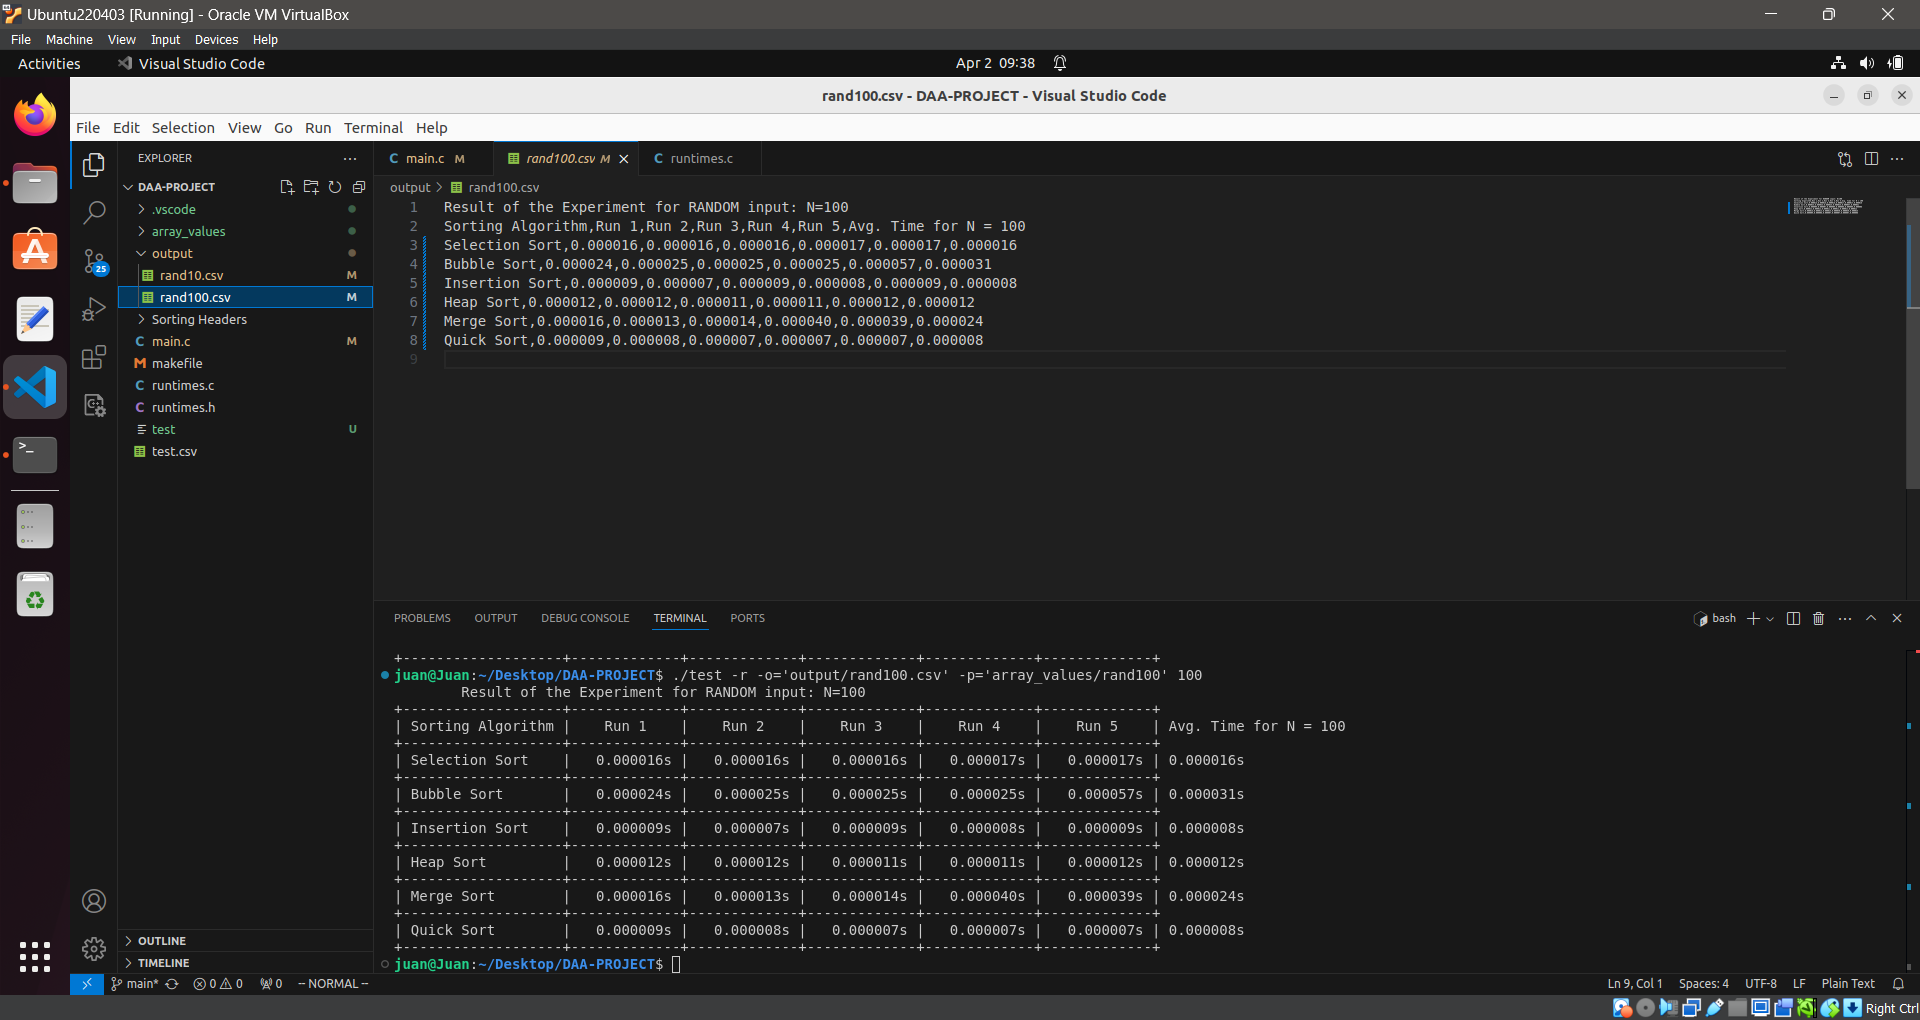 Ubuntu220403 [Running] - Oracle VM VirtualBox
File Machine View Input Devices Help
Activities Visual Studio Code Apr 2 09:38
rand100.csv - DAA-PROJECT - Visual Studio Code
File Edit Selection View Go Run Terminal Help
EXPLORER
C main.c M rand100.csv M C runtimes.c
DAA-PROJECT
.vscode
array_values
output
rand10.csv M
rand100.csv M
Sorting Headers
C main.c M
M makefile
C runtimes.c
C runtimes.h
test U
test.csv
25
OUTLINE
TIMELINE
output > rand100.csv
1 Result of the Experiment for RANDOM input: N=100
2 Sorting Algorithm,Run 1,Run 2,Run 3,Run 4,Run 5,Avg. Time for N = 100
3 Selection Sort,0.000016,0.000016,0.000016,0.000017,0.000017,0.000016
4 Bubble Sort,0.000024,0.000025,0.000025,0.000025,0.000057,0.000031
5 Insertion Sort,0.000009,0.000007,0.000009,0.000008,0.000009,0.000008
6 Heap Sort,0.000012,0.000012,0.000011,0.000011,0.000012,0.000012
7 Merge Sort,0.000016,0.000013,0.000014,0.000040,0.000039,0.000024
8 Quick Sort,0.000009,0.000008,0.000007,0.000007,0.000007,0.000008
9
PROBLEMS OUTPUT DEBUG CONSOLE TERMINAL PORTS bash
+-------------------+-------------+-------------+-------------+-------------+-------------+
juan@Juan:~/Desktop/DAA-PROJECT$ ./test -r -o='output/rand100.csv' -p='array_values/rand100' 100
Result of the Experiment for RANDOM input: N=100
+-------------------+-------------+-------------+-------------+-------------+-------------+
| Sorting Algorithm | Run 1 | Run 2 | Run 3 | Run 4 | Run 5 | Avg. Time for N = 100
+-------------------+-------------+-------------+-------------+-------------+-------------+
| Selection Sort | 0.000016s | 0.000016s | 0.000016s | 0.000017s | 0.000017s | 0.000016s
+-------------------+-------------+-------------+-------------+-------------+-------------+
| Bubble Sort | 0.000024s | 0.000025s | 0.000025s | 0.000025s | 0.000057s | 0.000031s
+-------------------+-------------+-------------+-------------+-------------+-------------+
| Insertion Sort | 0.000009s | 0.000007s | 0.000009s | 0.000008s | 0.000009s | 0.000008s
+-------------------+-------------+-------------+-------------+-------------+-------------+
| Heap Sort | 0.000012s | 0.000012s | 0.000011s | 0.000011s | 0.000012s | 0.000012s
+-------------------+-------------+-------------+-------------+-------------+-------------+
| Merge Sort | 0.000016s | 0.000013s | 0.000014s | 0.000040s | 0.000039s | 0.000024s
+-------------------+-------------+-------------+-------------+-------------+-------------+
| Quick Sort | 0.000009s | 0.000008s | 0.000007s | 0.000007s | 0.000007s | 0.000008s
+-------------------+-------------+-------------+-------------+-------------+-------------+
juan@Juan:~/Desktop/DAA-PROJECT$
main* 0 0 0 -- NORMAL -- Ln 9, Col 1 Spaces: 4 UTF-8 LF Plain Text
Right Ctrl